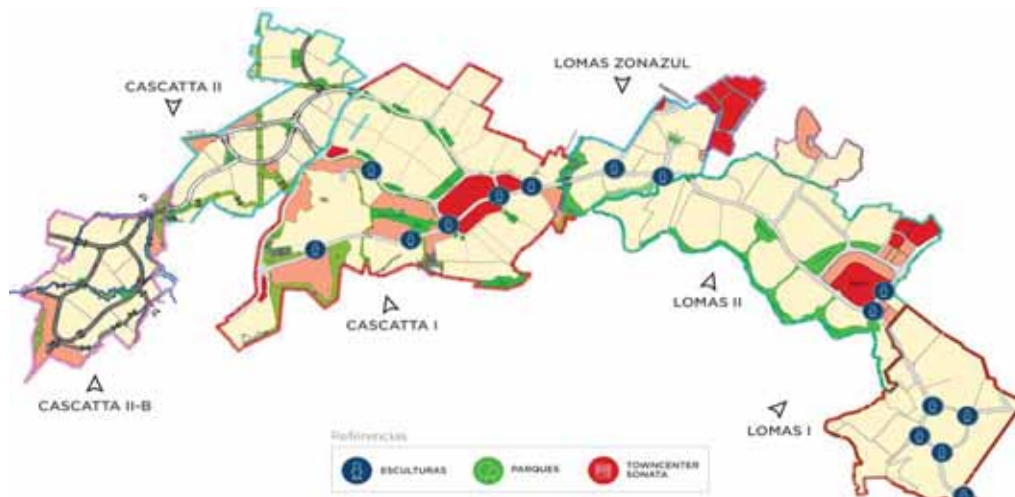 LOMAS ZONAZUL
CASCATTA II
LOMAS II
CASCATTA I
CASCATTA II-B
LOMAS I
Referencias
ESCULTURAS
PARQUES
TOWNCENTER
SONATA